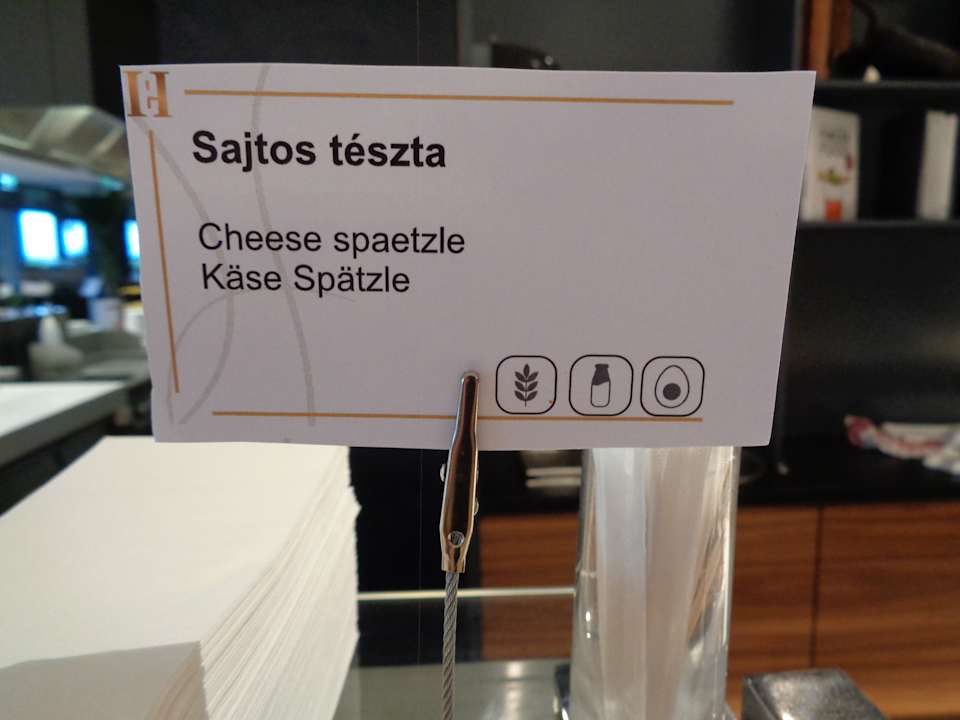 H
Sajtos tészta
Cheese spaetzle
Käse Spätzle